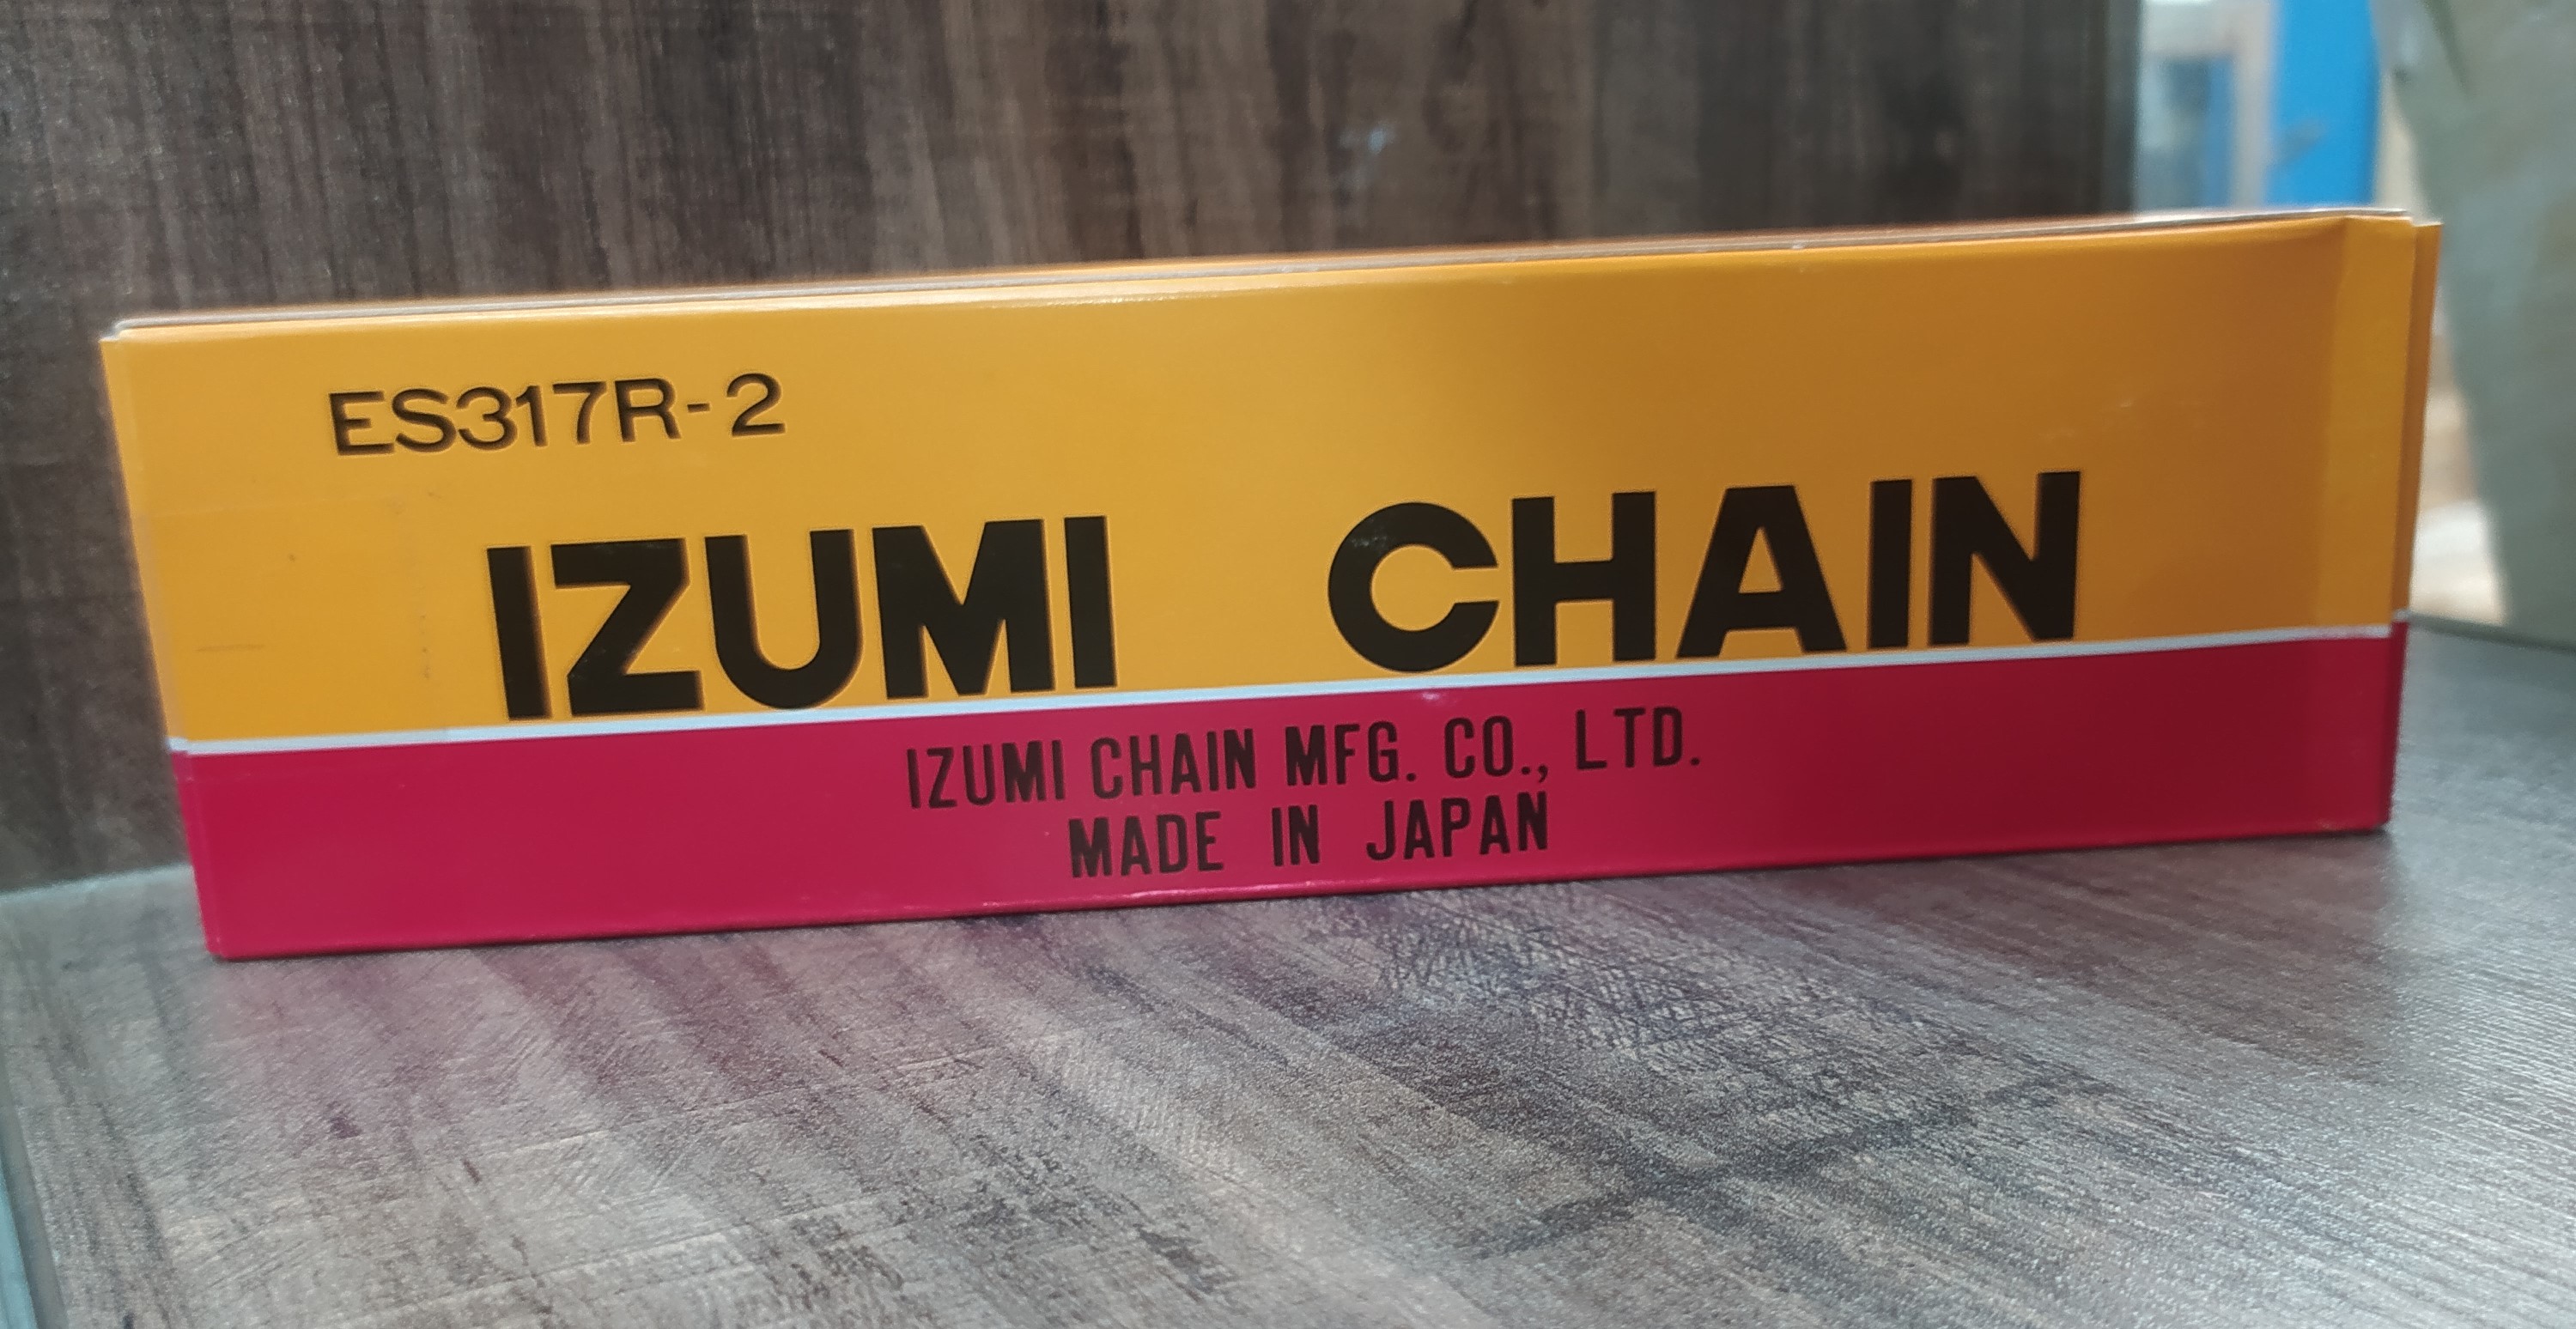 ES317R-2
IZUMI CHAIN
IZUMI CHAIN MFG. CO., LTD.
MADE IN JAPAN